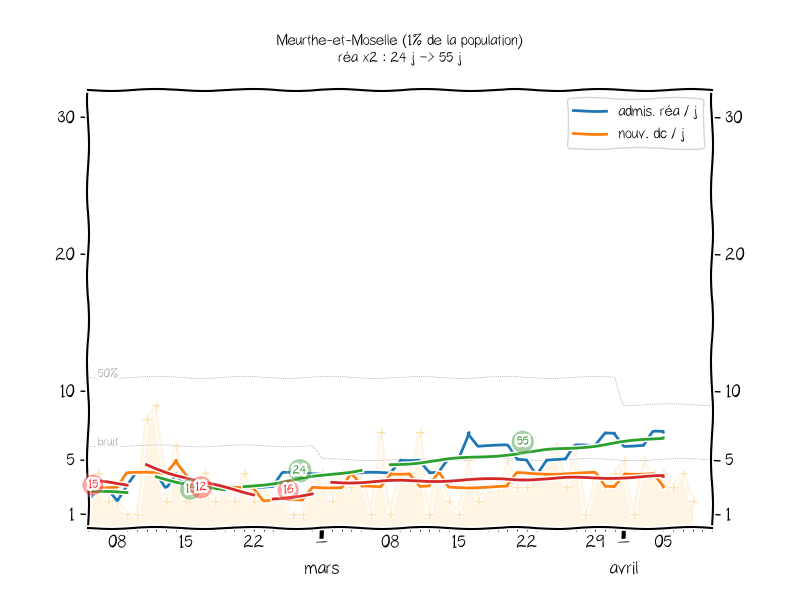 Meurthe-et-Moselle (1% de la population)
réa x2 : 24 j -> 55 j
admis. réa / j
nouv. dc / j
30 30
20 20
50%
10 10
bruit
5 5
55
24
15 12 16
1 1
08 15 22 1 08 15 22 29 1 05
mars avril